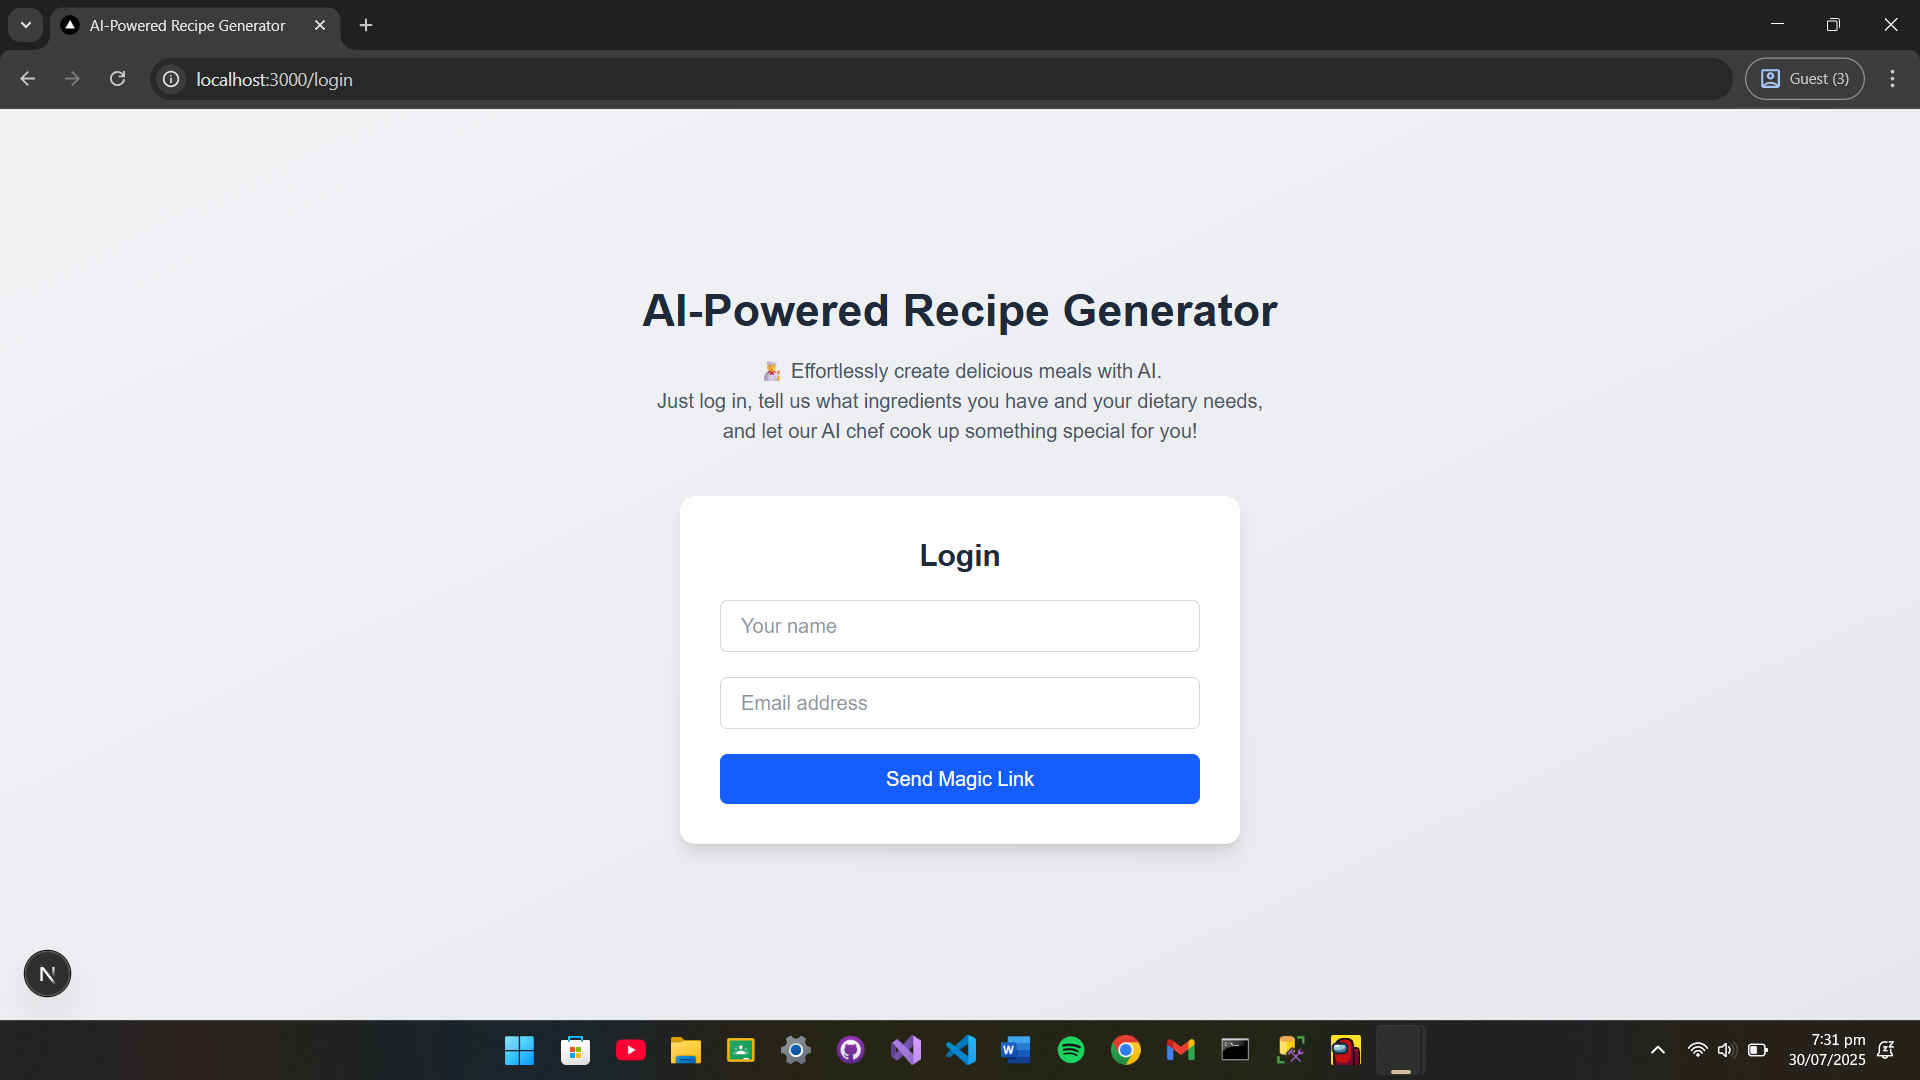 AI-Powered Recipe Generator
localhost:3000/login
Guest (3)
AI-Powered Recipe Generator
🧑‍🍳 Effortlessly create delicious meals with AI.
Just log in, tell us what ingredients you have and your dietary needs,
and let our AI chef cook up something special for you!
Login
Your name
Email address
Send Magic Link
N
7:31 pm
30/07/2025